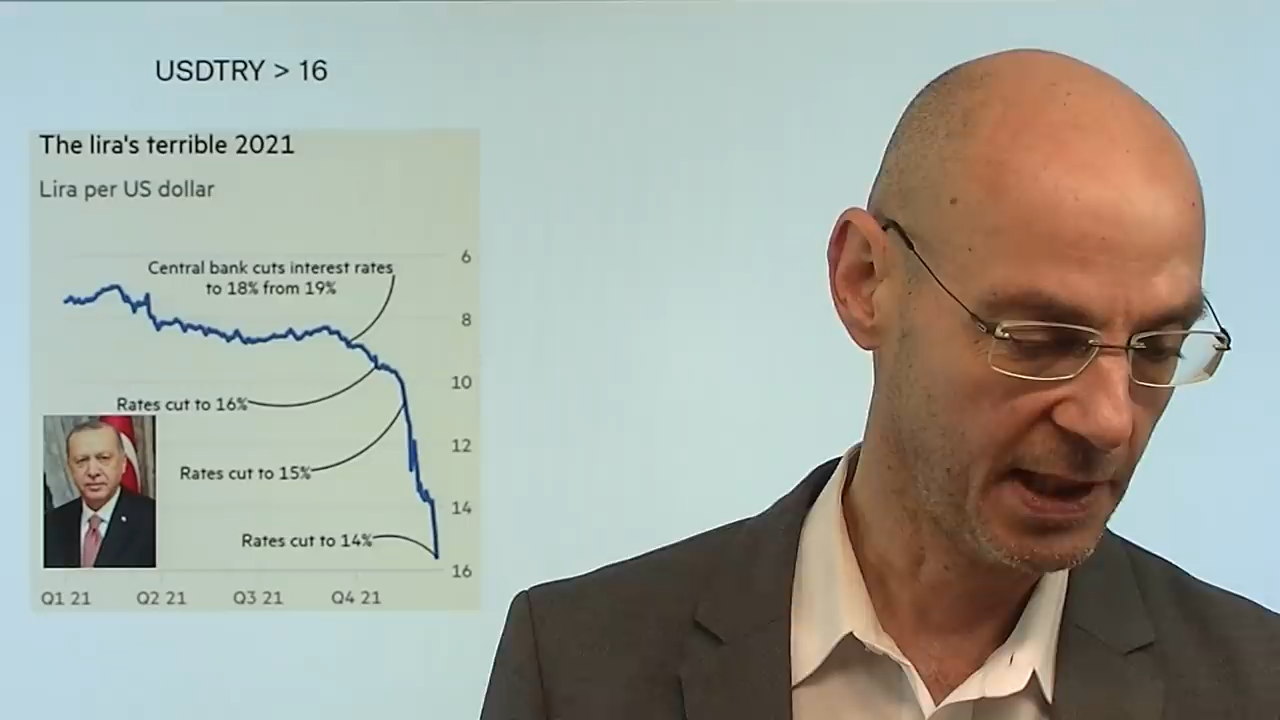 USDTRY > 16
The lira's terrible 2021
Lira per US dollar
6
Central bank cuts interest rates
to 18% from 19%
8
10
Rates cut to 16%
12
Rates cut to 15%
14
Rates cut to 14%
16
Q1 21 Q2 21 Q3 21 Q4 21